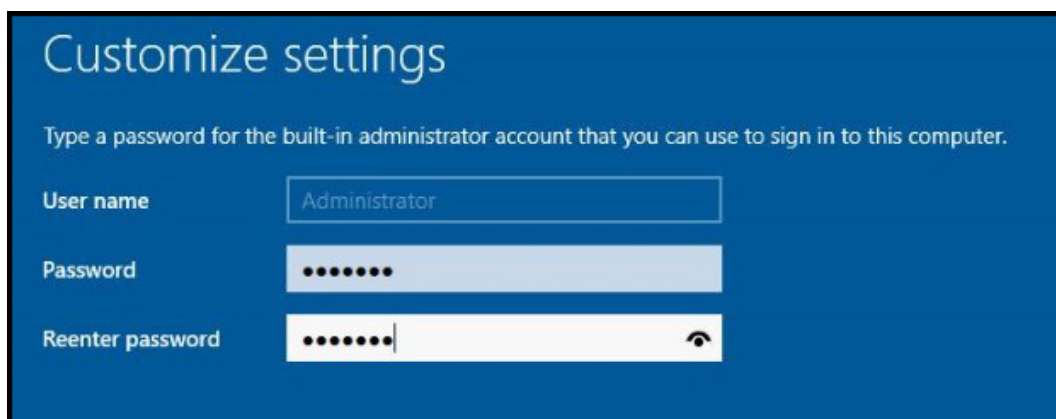 Customize settings
Type a password for the built-in administrator account that you can use to sign in to this computer.
User name
Administrator
Password
•••••••
Reenter password
•••••••